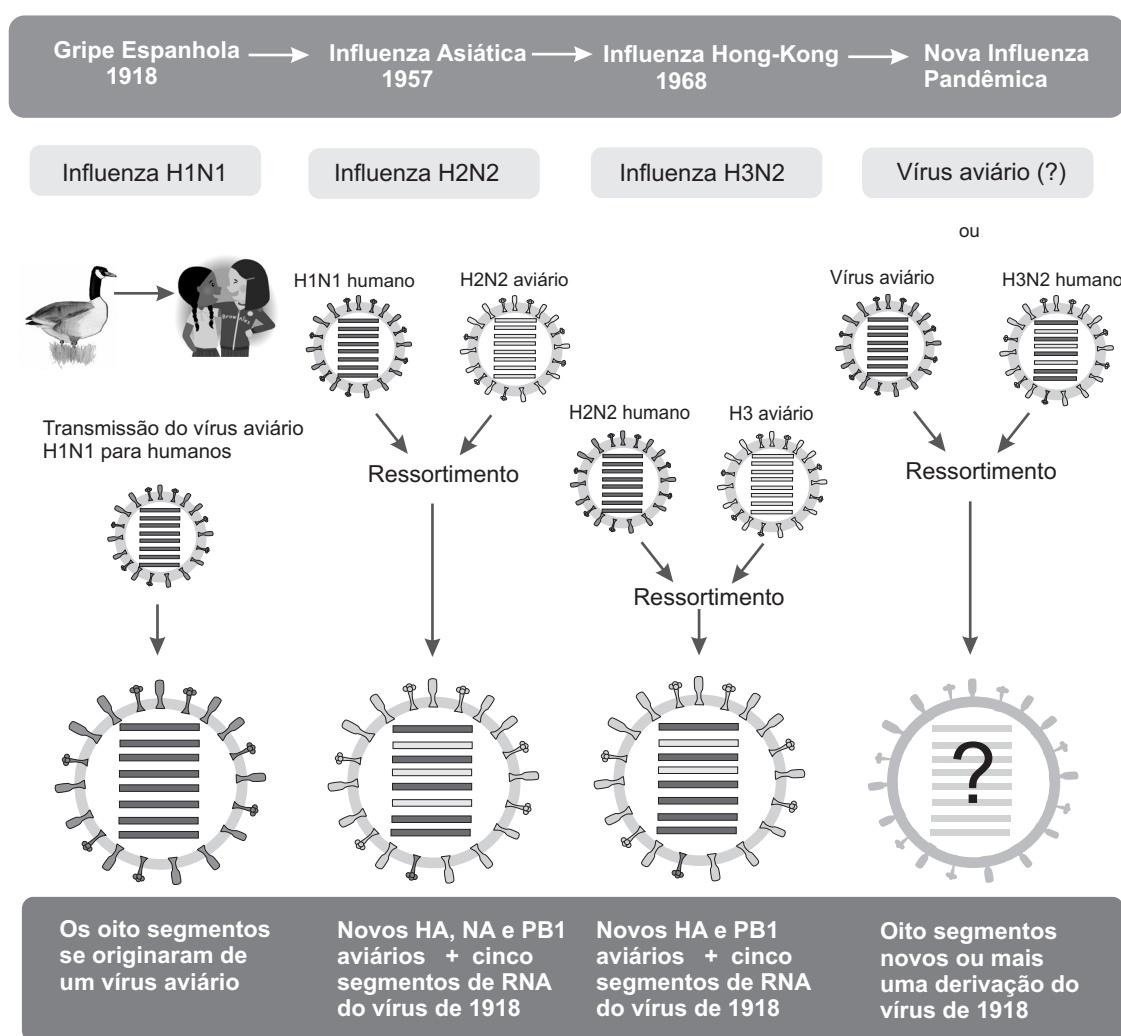 Gripe Espanhola
1918
Influenza Asiática
1957
Influenza Hong-Kong
1968
Nova Influenza
Pandêmica
Influenza H1N1
Influenza H2N2
Influenza H3N2
Vírus aviário (?)
ou
Transmissão do vírus aviário
H1N1 para humanos
H1N1 humano
H2N2 aviário
Ressortimento
H2N2 humano
H3 aviário
Ressortimento
Vírus aviário
H3N2 humano
Ressortimento
?
Os oito segmentos
se originaram de
um vírus aviário
Novos HA, NA e PB1
aviários + cinco
segmentos de RNA
do vírus de 1918
Novos HA e PB1
aviários + cinco
segmentos de RNA
do vírus de 1918
Oito segmentos
novos ou mais
uma derivação do
vírus de 1918